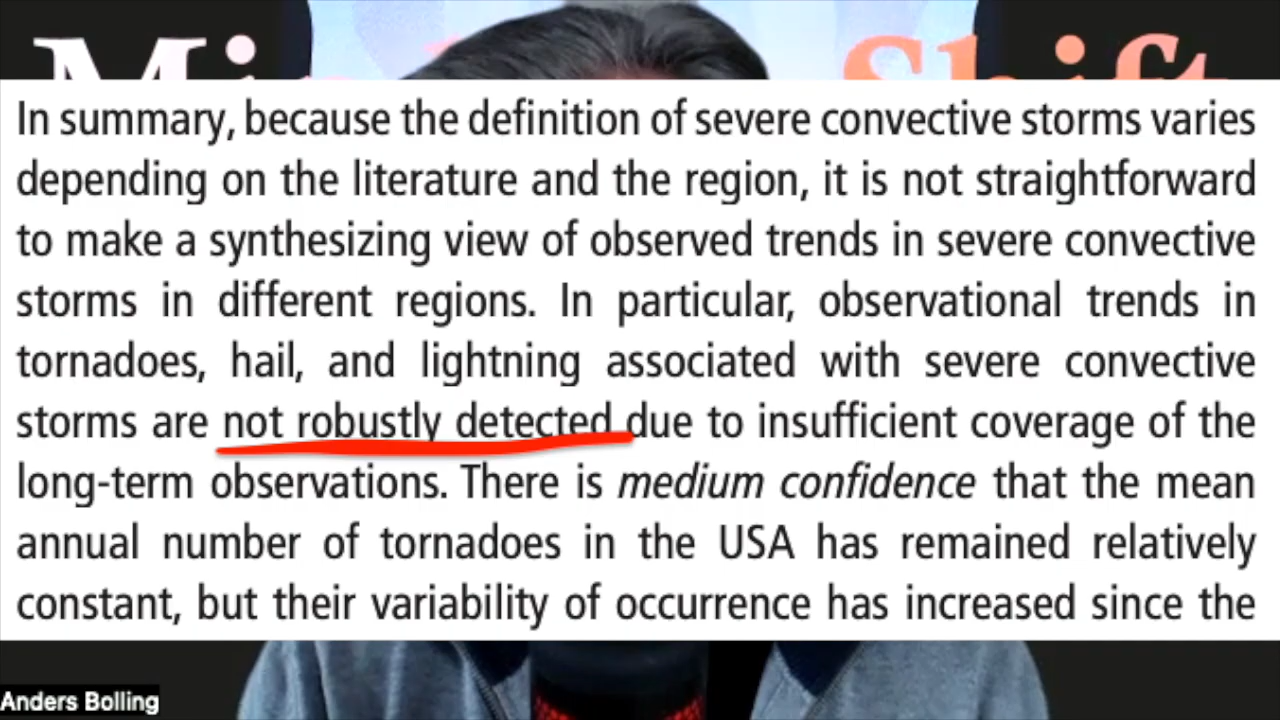 In summary, because the definition of severe convective storms varies
depending on the literature and the region, it is not straightforward
to make a synthesizing view of observed trends in severe convective
storms in different regions. In particular, observational trends in
tornadoes, hail, and lightning associated with severe convective
storms are not robustly detected due to insufficient coverage of the
long-term observations. There is medium confidence that the mean
annual number of tornadoes in the USA has remained relatively
constant, but their variability of occurrence has increased since the
Anders Bolling